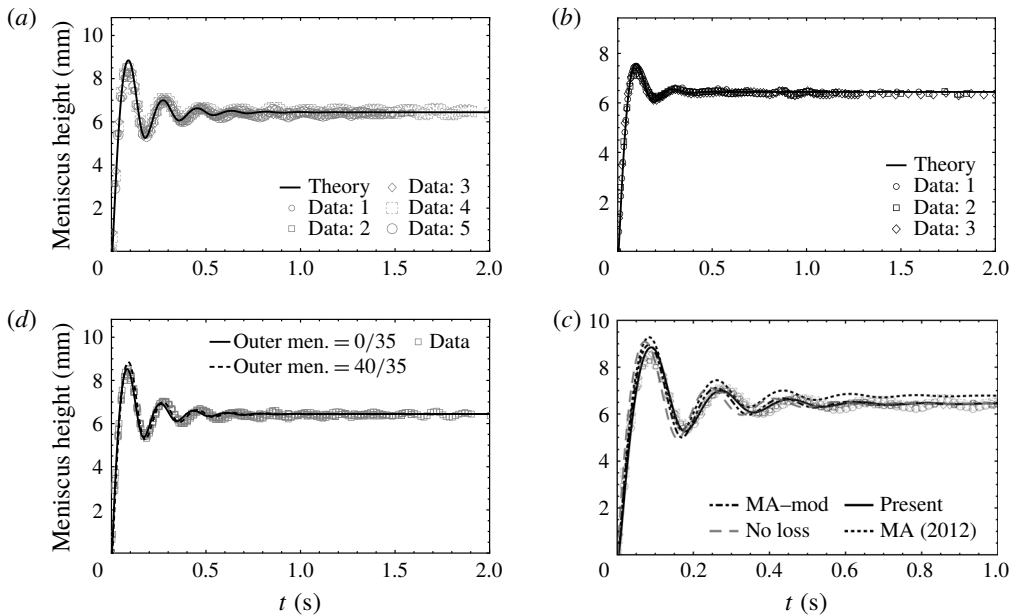 (a)
Meniscus height (mm)
10
8
6
4
2
0
0.5
1.0
1.5
2.0
Theory
Data: 1
Data: 2
Data: 3
Data: 4
Data: 5
(b)
8
6
4
2
0
0.5
1.0
1.5
2.0
Theory
Data: 1
Data: 2
Data: 3
(d)
Meniscus height (mm)
10
8
6
4
2
0
0.5
1.0
1.5
2.0
t (s)
Outer men. = 0/35
Outer men. = 40/35
Data
(c)
10
8
6
4
2
0
0.2
0.4
0.6
0.8
1.0
t (s)
MA–mod
No loss
Present
MA (2012)